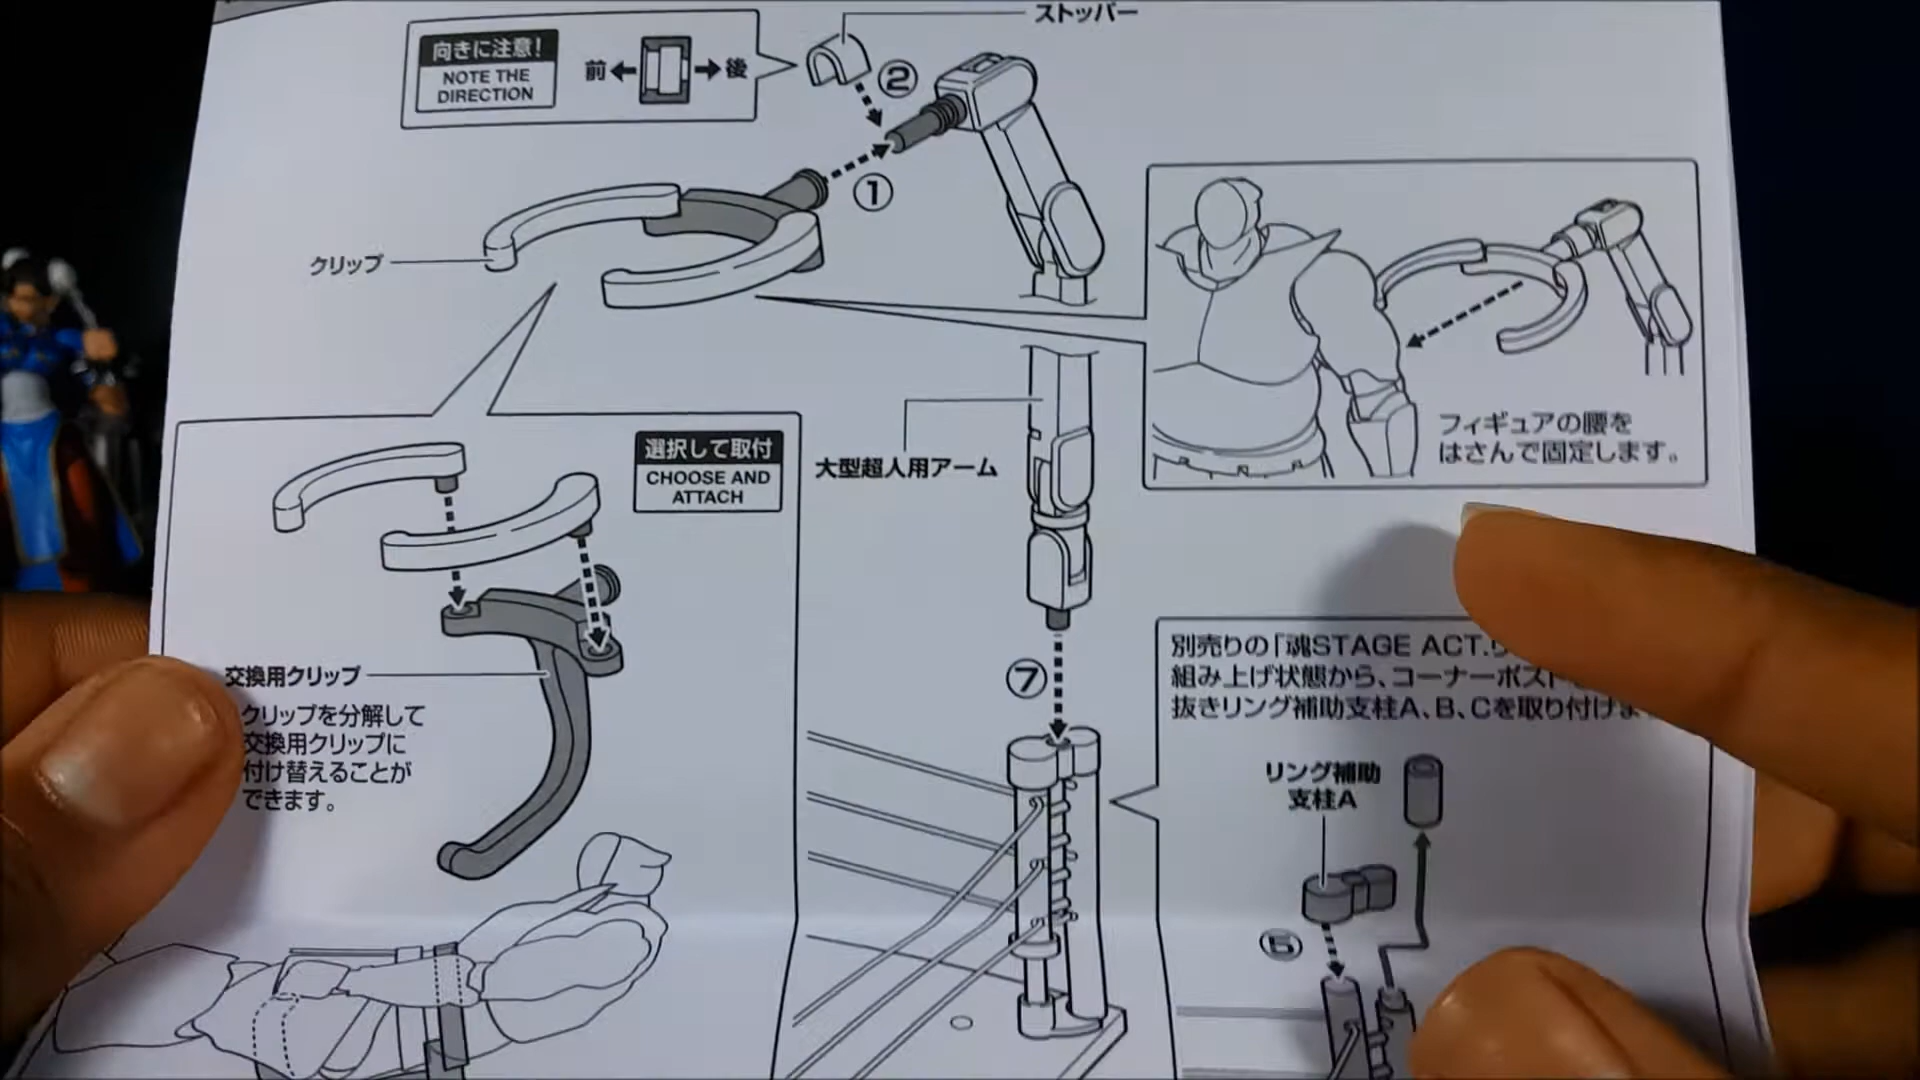 ストッパー
向きに注意!
NOTE THE
DIRECTION
前
後
②
①
クリップ
フィギュアの腰を
はさんで固定します。
選択して取付
CHOOSE AND
ATTACH
大型超人用アーム
交換用クリップ
クリップを分解して
交換用クリップに
付け替えることが
できます。
⑦
別売りの「魂STAGE ACT.
組み上げ状態から、コーナーポスト
抜きリング補助支柱A、B、Cを取り付けま
リング補助
支柱A